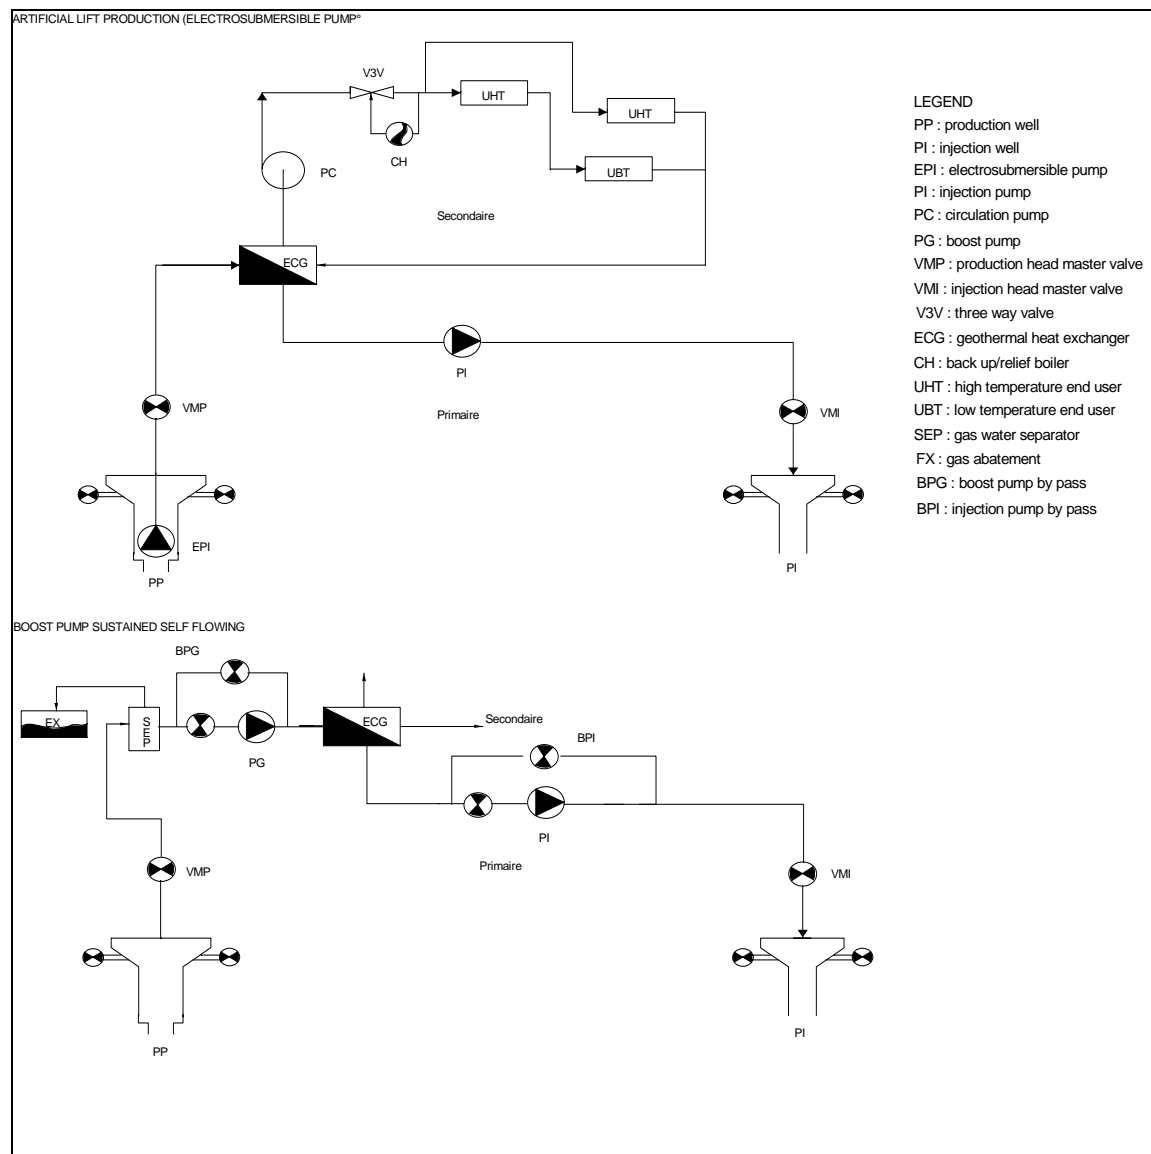 ARTIFICIAL LIFT PRODUCTION (ELECTROSUBMERSIBLE PUMP°
V3V
UHT
UHT
CH
PC
UBT
Secondaire
ECG
PI
VMP
Primaire
VMI
EPI
PP
PI
LEGEND
PP : production well
PI : injection well
EPI : electrosubmersible pump
PI : injection pump
PC : circulation pump
PG : boost pump
VMP : production head master valve
VMI : injection head master valve
V3V : three way valve
ECG : geothermal heat exchanger
CH : back up/relief boiler
UHT : high temperature end user
UBT : low temperature end user
SEP : gas water separator
FX : gas abatement
BPG : boost pump by pass
BPI : injection pump by pass
BOOST PUMP SUSTAINED SELF FLOWING
BPG
EX
SEP
ECG
Secondaire
BPI
PG
PI
Primaire
VMP
VMI
PP
PI